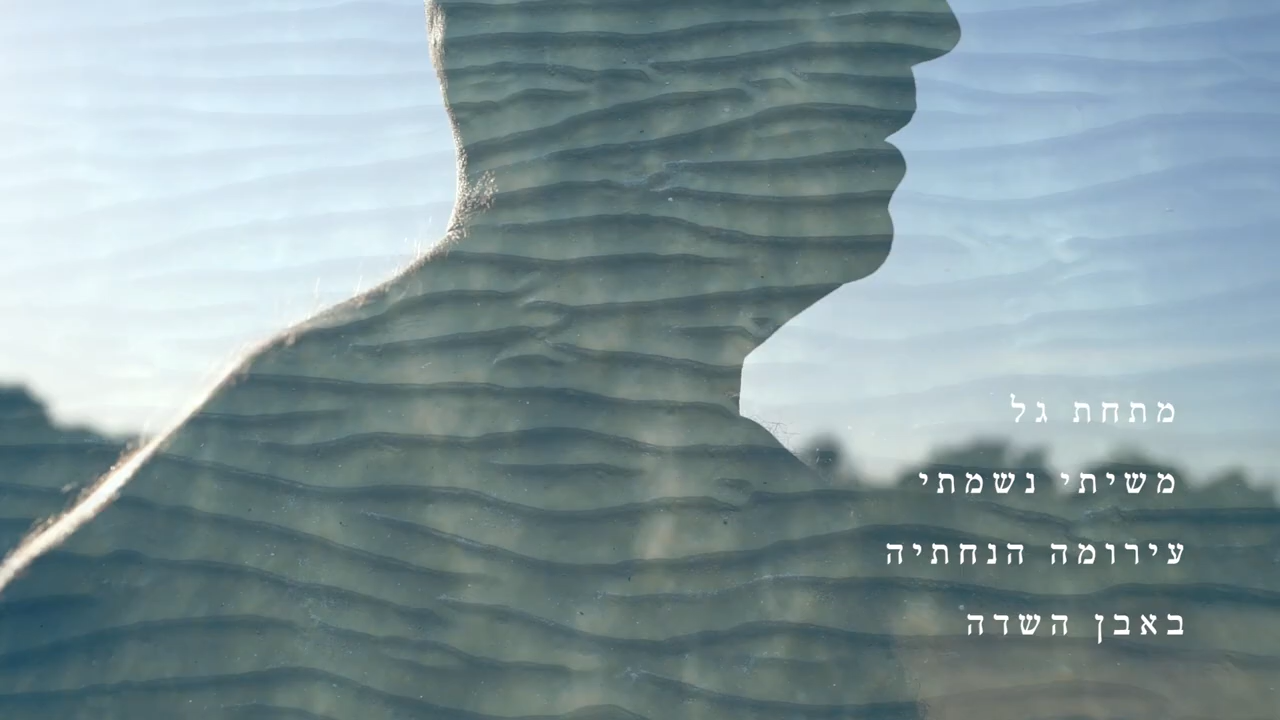 מתחת גל
משיתי נשמתי
עירומה הנחתיה
באבן השדה